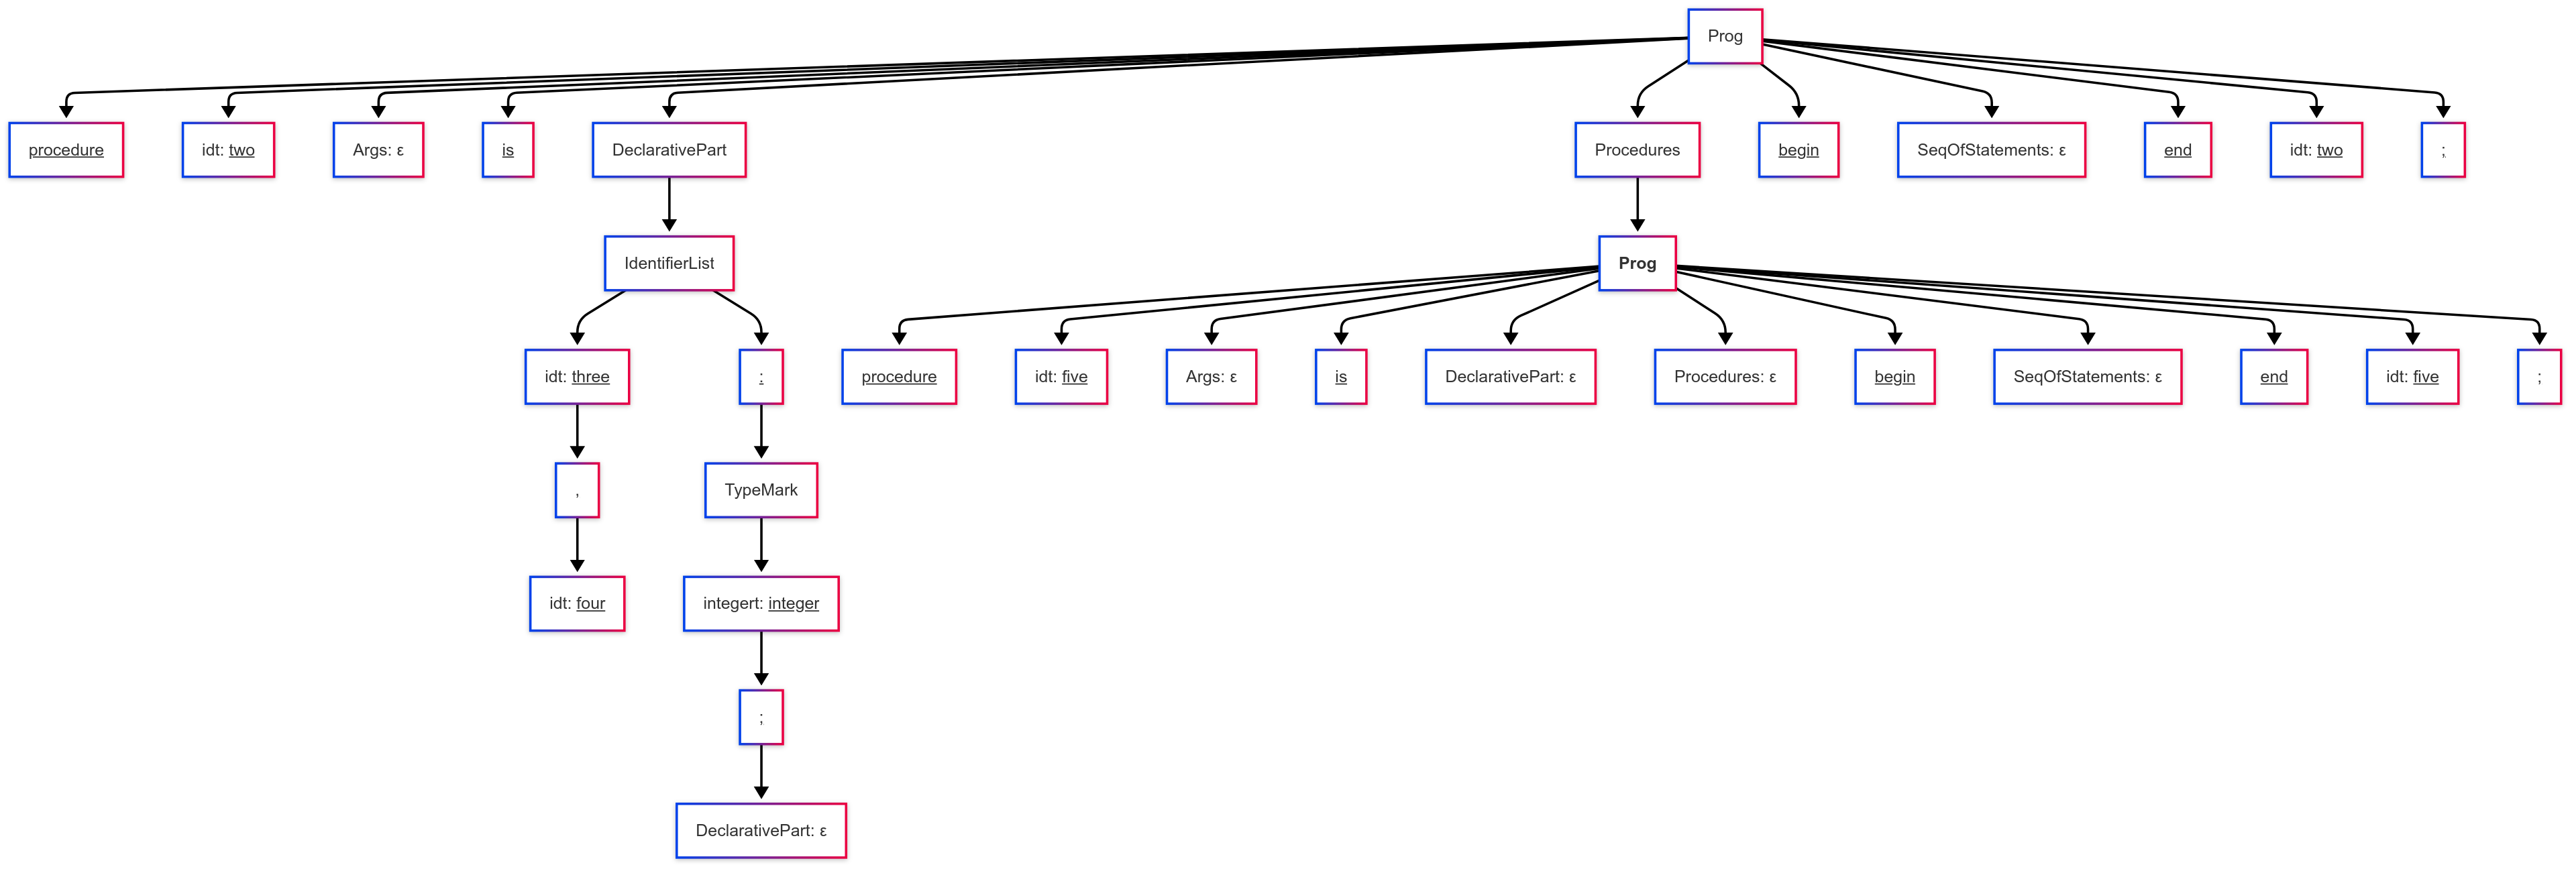 Prog
procedure
idt: two
Args: ε
is
DeclarativePart
Procedures
begin
SeqOfStatements: ε
end
idt: two
;
IdentifierList
Prog
idt: three
:
procedure
idt: five
Args: ε
is
DeclarativePart: ε
Procedures: ε
begin
SeqOfStatements: ε
end
idt: five
;
,
TypeMark
idt: four
integert: integer
;
DeclarativePart: ε